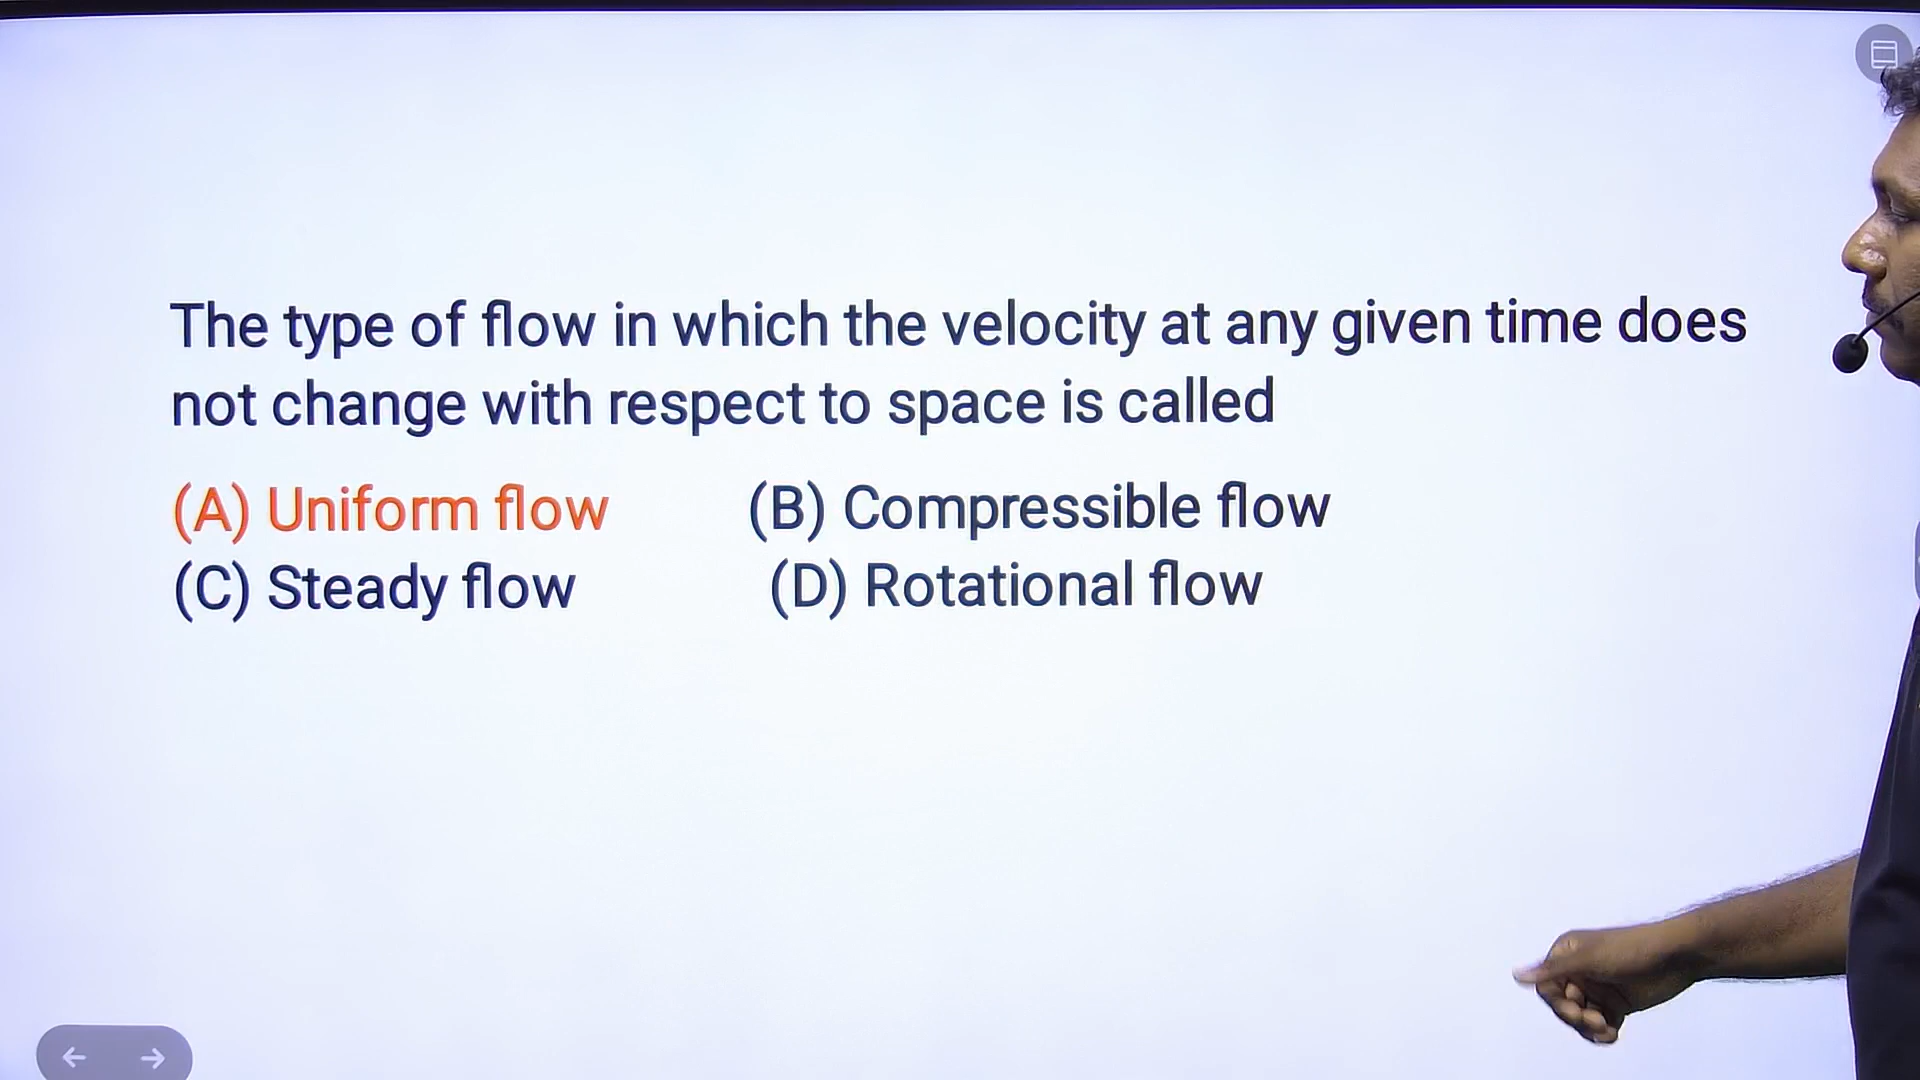 The type of flow in which the velocity at any given time does
not change with respect to space is called
(A) Uniform flow (B) Compressible flow
(C) Steady flow (D) Rotational flow